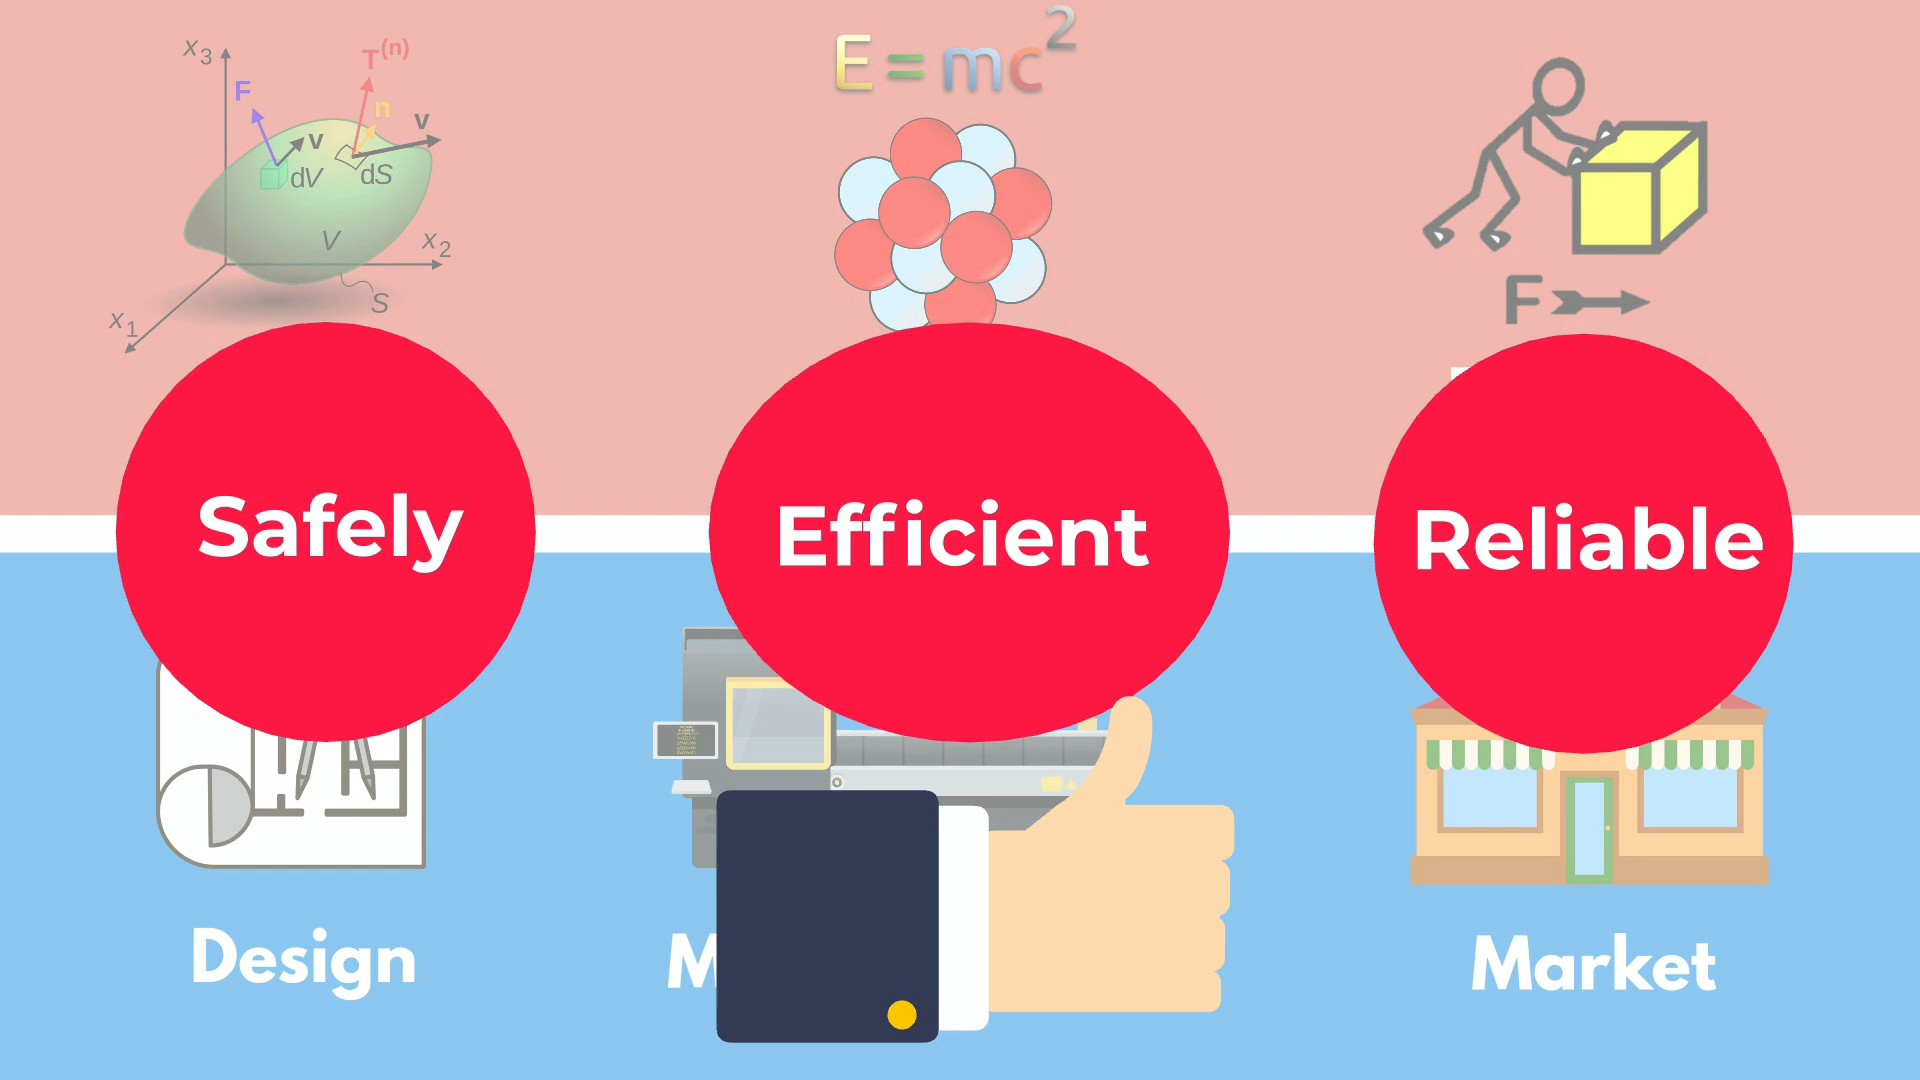 x3
T(n)
F
n
v
v
dV
dS
V
x2
S
x1
E=mc2
F
Safely
Efficient
Reliable
Design
M
Market